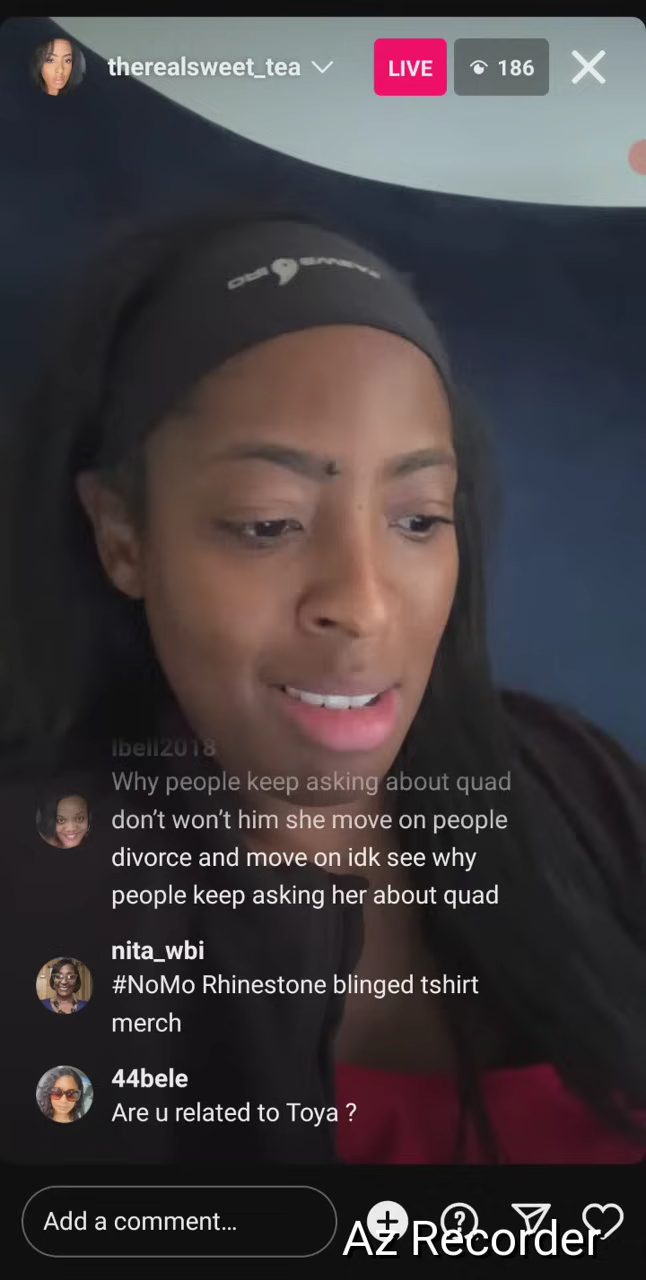 therealsweet_tea
LIVE
186
lbell2018
Why people keep asking about quad
don't won't him she move on people
divorce and move on idk see why
people keep asking her about quad
nita_wbi
#NoMo Rhinestone blinged tshirt
merch
44bele
Are u related to Toya ?
Add a comment...
Az Recorder